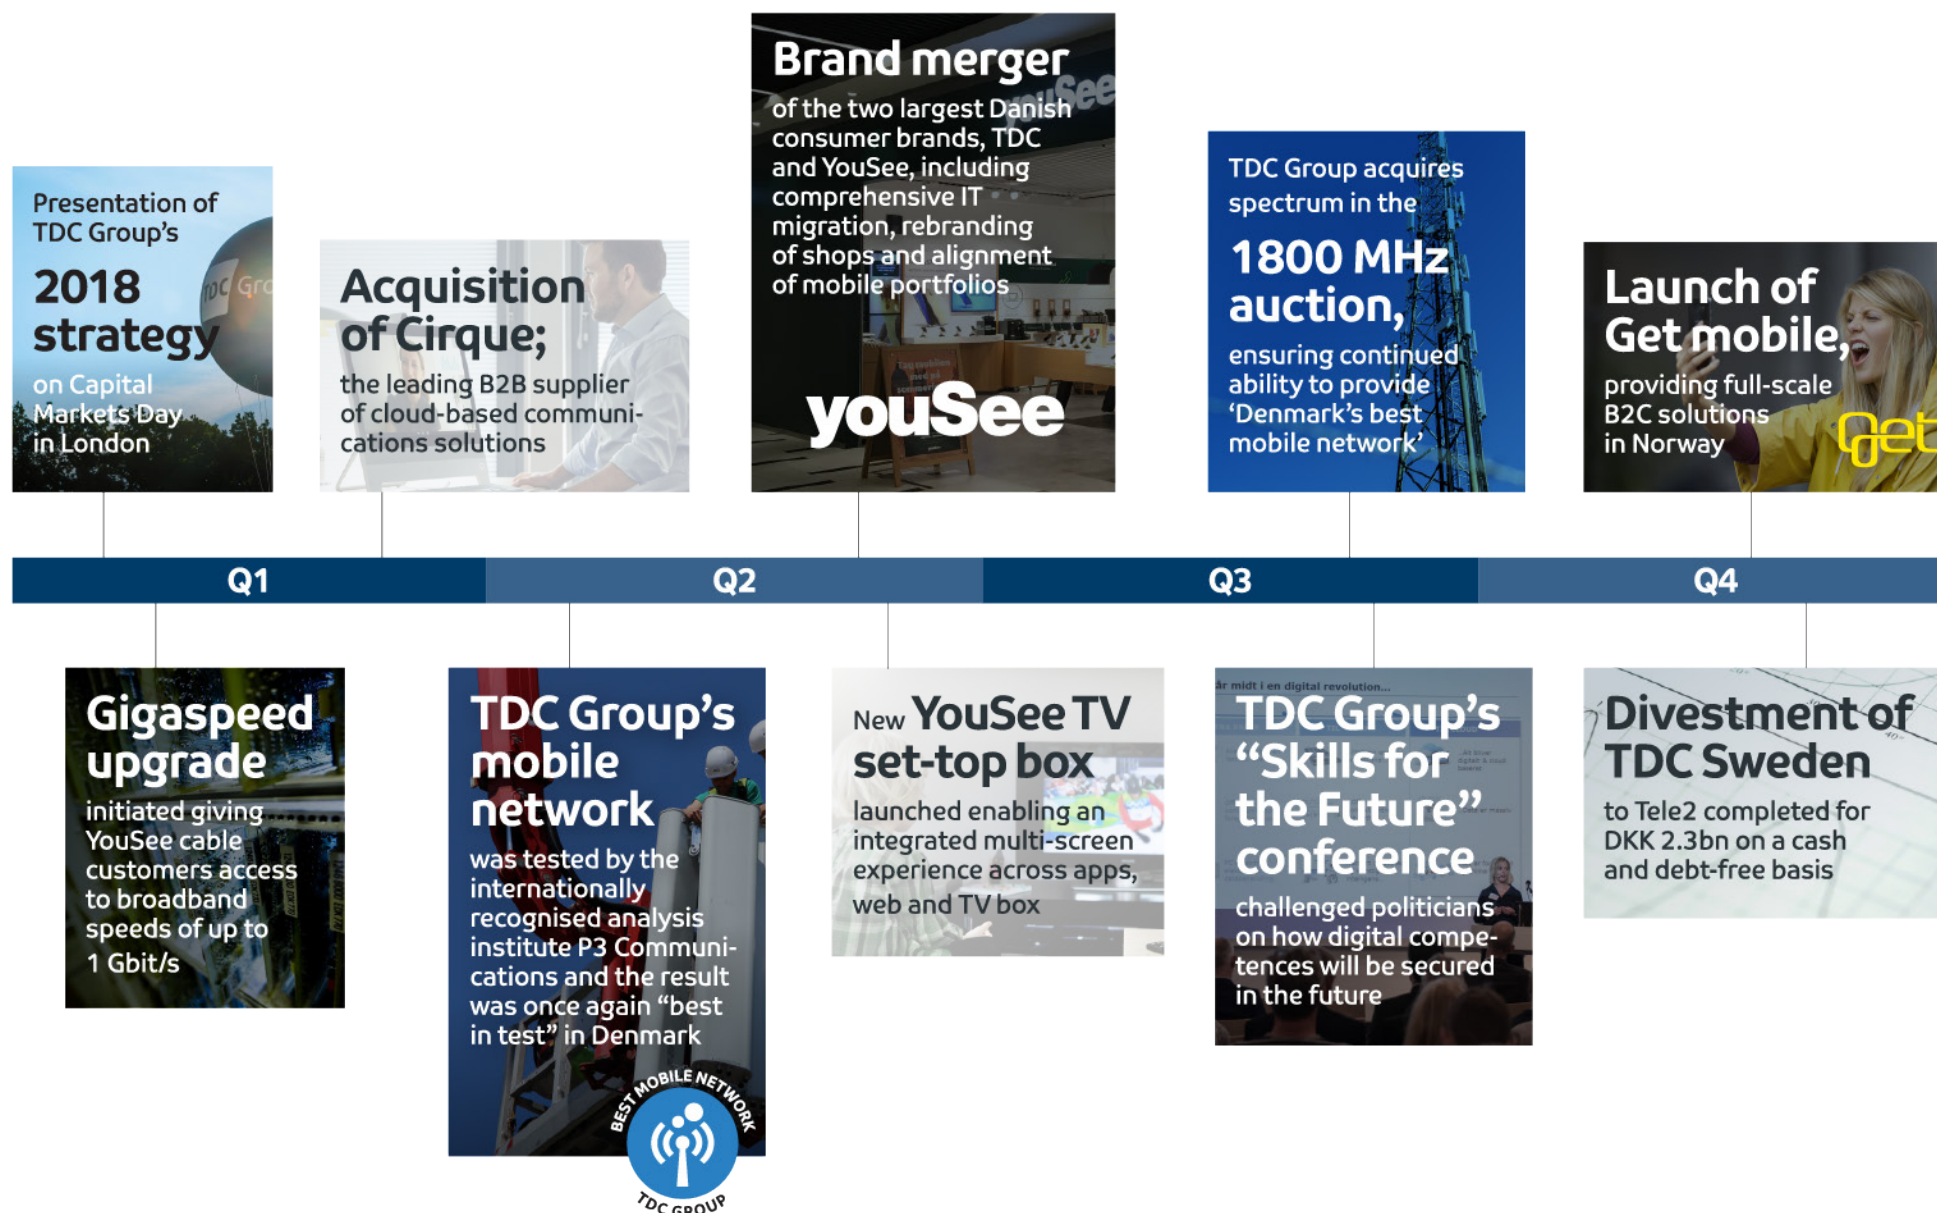 Presentation of
TDC Group's
2018
strategy
on Capital
Markets Day
in London
Acquisition
of Cirque;
the leading B2B supplier
of cloud-based communi-
cations solutions
Brand merger
of the two largest Danish
consumer brands, TDC
and YouSee, including
comprehensive IT
migration, rebranding
of shops and alignment
of mobile portfolios
youSee
youSee
TDC Group acquires
spectrum in the
1800 MHz
auction,
ensuring continued
ability to provide
‘Denmark’s best
mobile network’
Launch of
Get mobile,
providing full-scale
B2C solutions
in Norway
Get
Q1
Q2
Q3
Q4
Gigaspeed
upgrade
initiated giving
YouSee cable
customers access
to broadband
speeds of up to
1 Gbit/s
TDC Group’s
mobile
network
was tested by the
internationally
recognised analysis
institute P3 Communi-
cations and the result
was once again “best
in test” in Denmark
BEST MOBILE NETWORK
TDC GROUP
New YouSee TV
set-top box
launched enabling an
integrated multi-screen
experience across apps,
web and TV box
år midt i en digital revolution...
TDC Group’s
“Skills for
the Future”
conference
challenged politicians
on how digital compe-
tences will be secured
in the future
Divestment of
TDC Sweden
to Tele2 completed for
DKK 2.3bn on a cash
and debt-free basis